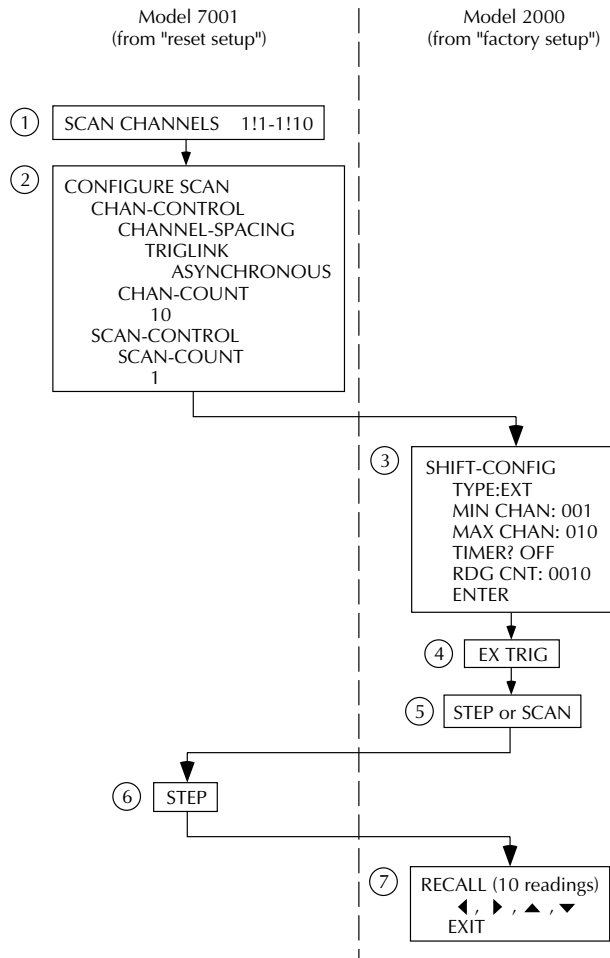 Model 7001
(from "reset setup")
Model 2000
(from "factory setup")
1
SCAN CHANNELS 1!1-1!10
2
CONFIGURE SCAN
CHAN-CONTROL
CHANNEL-SPACING
TRIGLINK
ASYNCHRONOUS
CHAN-COUNT
10
SCAN-CONTROL
SCAN-COUNT
1
3
SHIFT-CONFIG
TYPE:EXT
MIN CHAN: 001
MAX CHAN: 010
TIMER? OFF
RDG CNT: 0010
ENTER
4
EX TRIG
5
STEP or SCAN
6
STEP
7
RECALL (10 readings)
◀ , ▶ , ▲ , ▼
EXIT